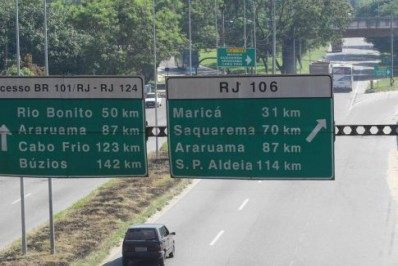 cesso BR 101/RJ - RJ 124
Rio Bonito 50 km
Araruama 87 km
Cabo Frio 123 km
Búzios 142 km
RJ 106
Maricá 31 km
Saquarema 70 km
Araruama 87 km
S.P. Aldeia 114 km